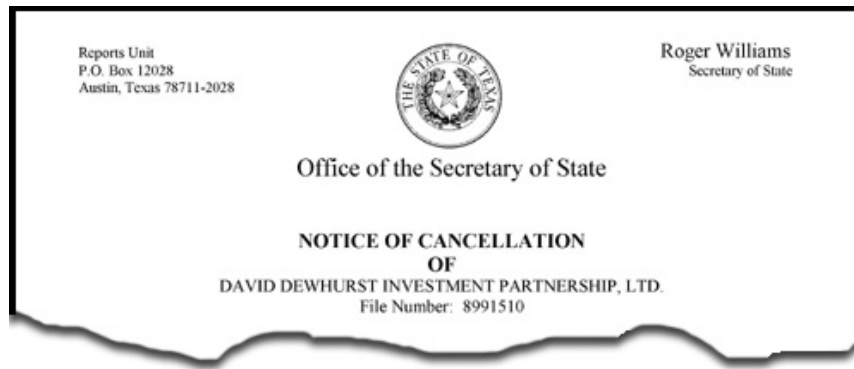 Reports Unit
P.O. Box 12028
Austin, Texas 78711-2028
THE STATE OF TEXAS
Roger Williams
Secretary of State
Office of the Secretary of State
NOTICE OF CANCELLATION
OF
DAVID DEWHURST INVESTMENT PARTNERSHIP, LTD.
File Number: 8991510